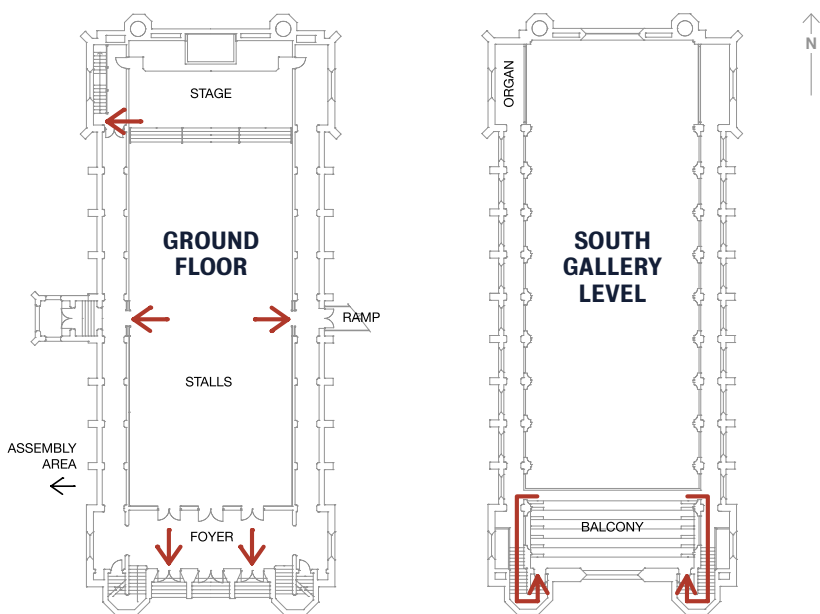 STAGE
GROUND
FLOOR
RAMP
STALLS
ASSEMBLY
AREA
FOYER
ORGAN
SOUTH
GALLERY
LEVEL
BALCONY
N